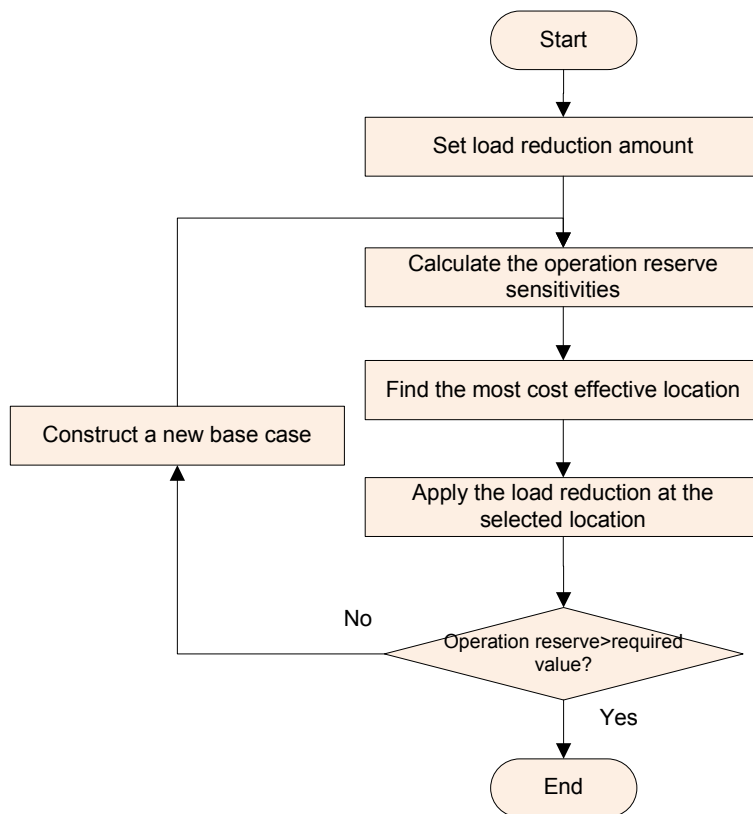 Start
Set load reduction amount
Calculate the operation reserve
sensitivities
Find the most cost effective location
Construct a new base case
Apply the load reduction at the
selected location
No
Operation reserve>required
value?
Yes
End